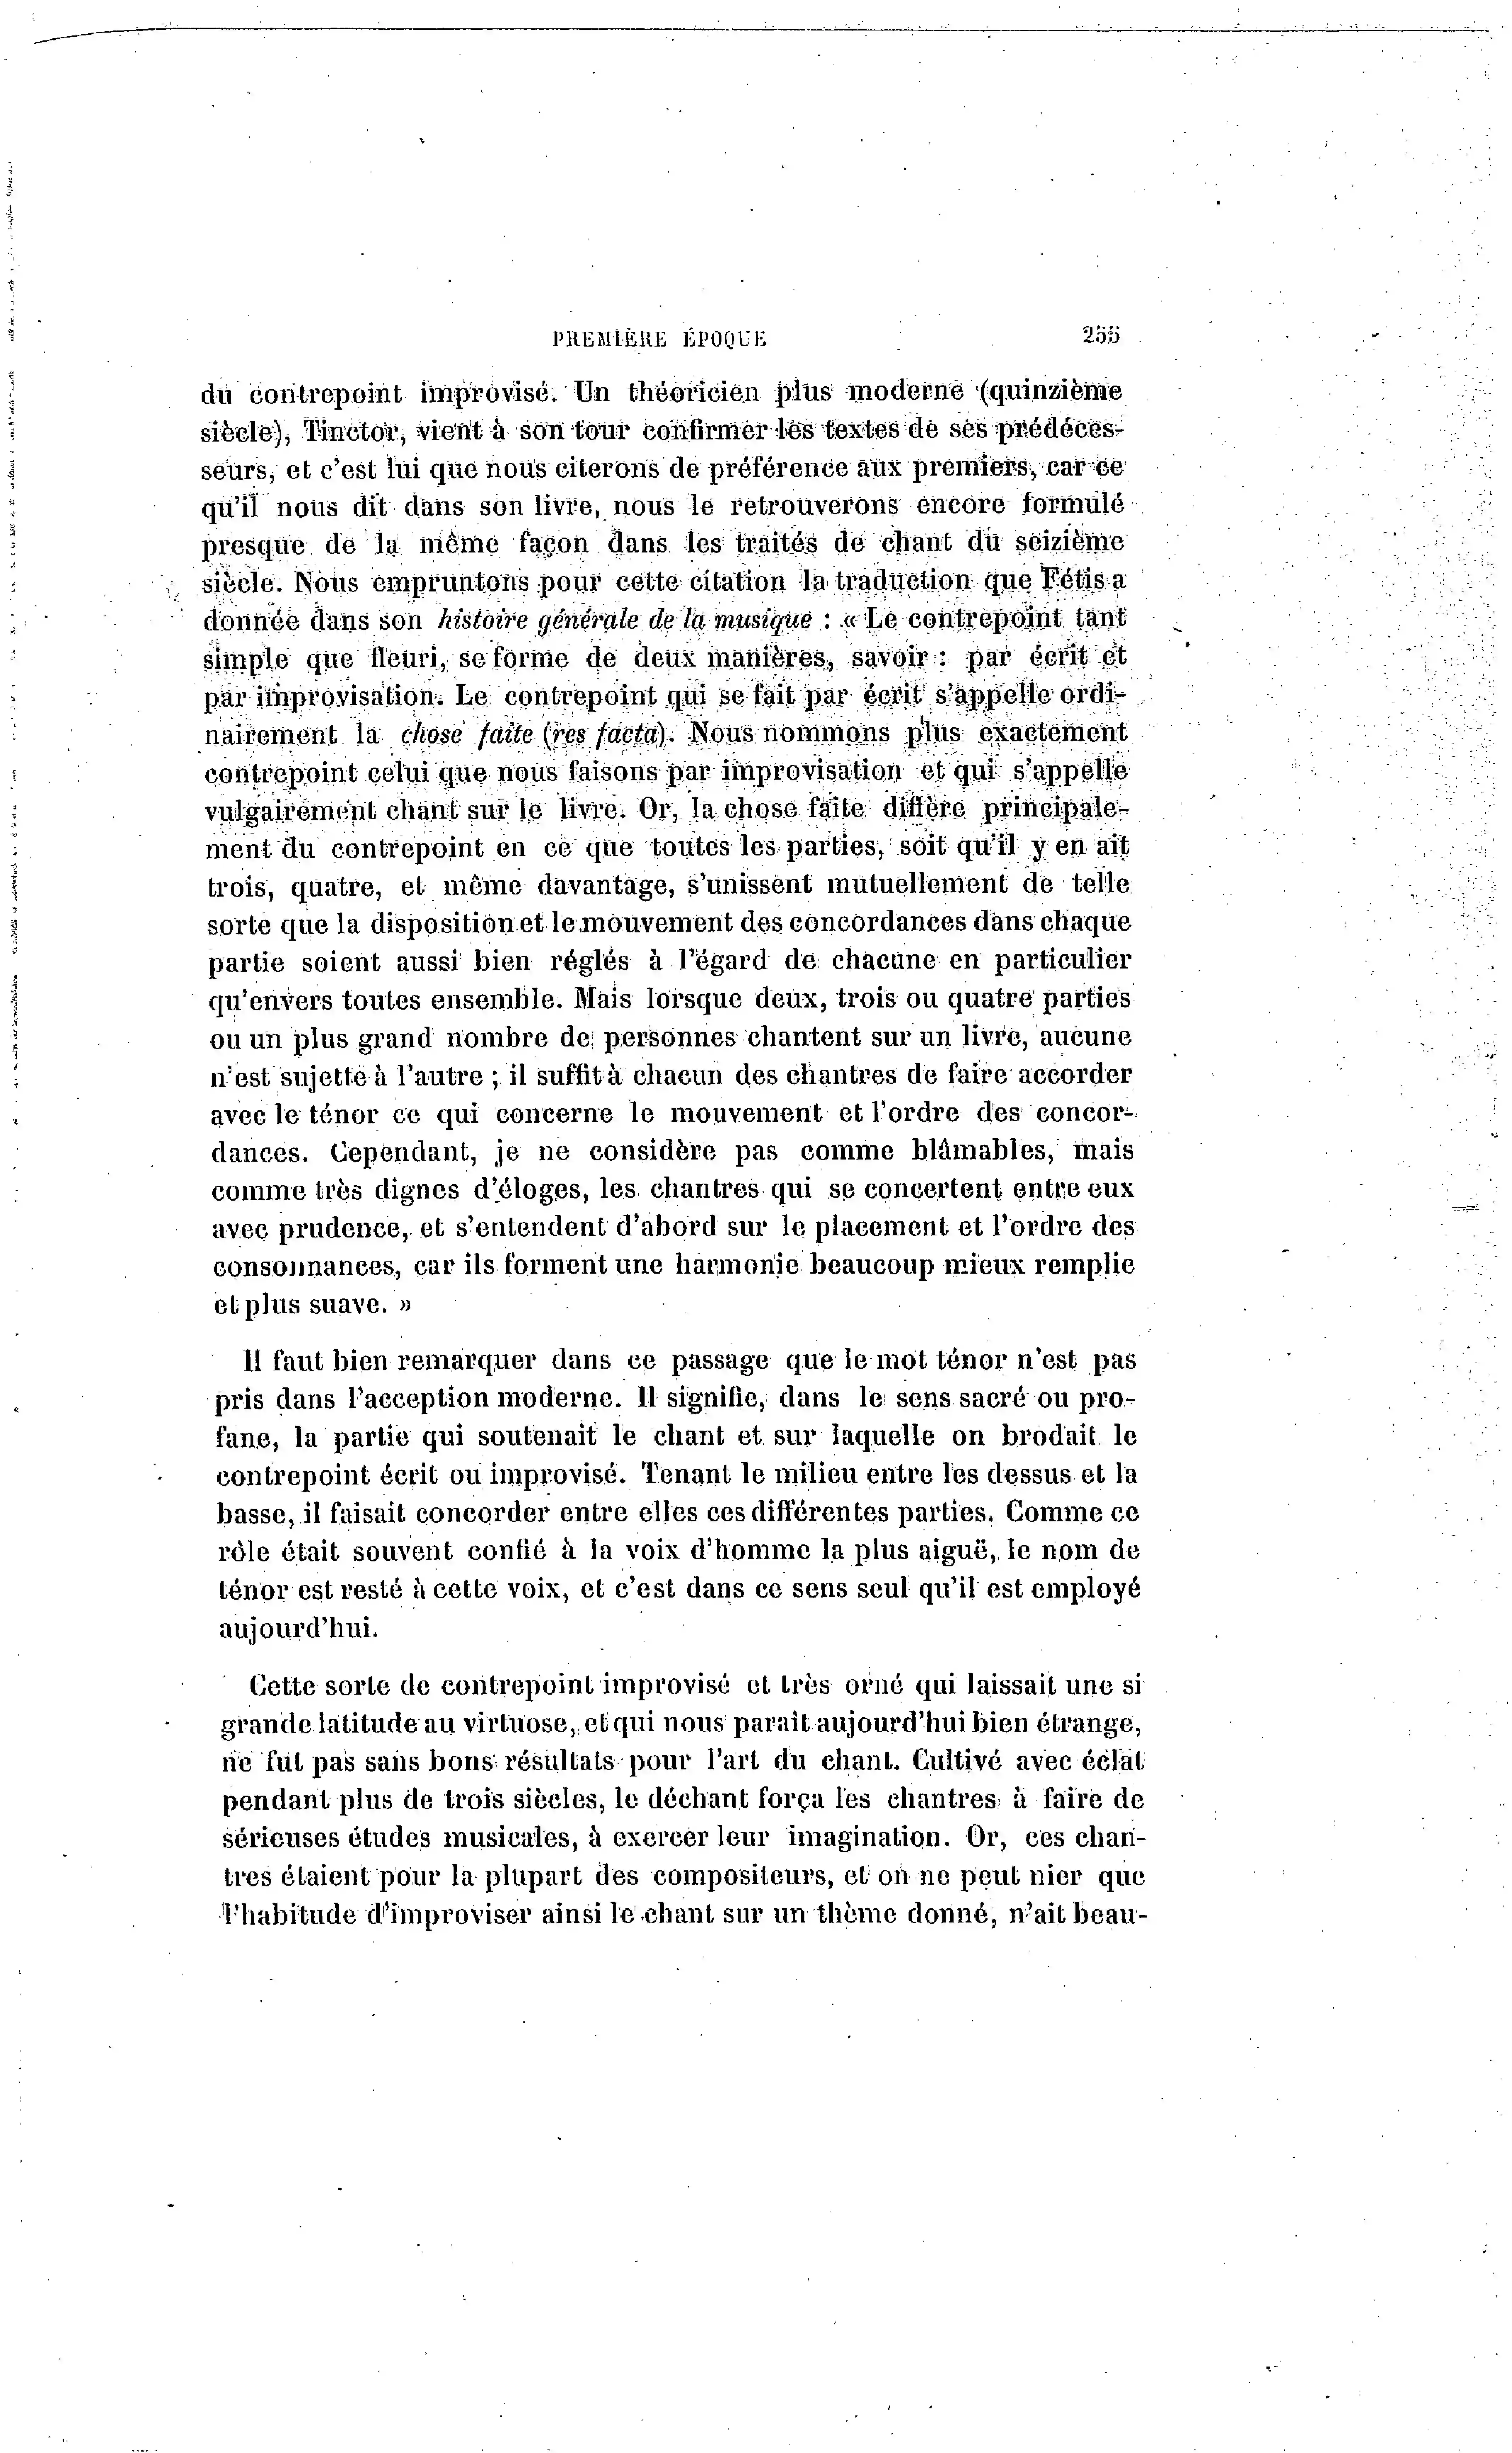 PREMIÈRE ÉPOQUE 255
du contrepoint improvisé. Un théoricien plus moderne (quinzième
siècle), Tinctor, vient à son tour confirmer les textes de ses prédéces-
seurs, et c'est lui que nous citerons de préférence aux premiers, car ce
qu'il nous dit dans son livre, nous le retrouverons encore formulé
presque de la même façon dans les traités de chant du seizième
siècle. Nous empruntons pour cette citation la traduction que Fétis a
donnée dans son histoire générale de la musique : « Le contrepoint tant
simple que fleuri, se forme de deux manières, savoir : par écrit et
par improvisation. Le contrepoint qui se fait par écrit s'appelle ordi-
nairement la chose faite (res facta). Nous nommons plus exactement
contrepoint celui que nous faisons par improvisation et qui s'appelle
vulgairement chant sur le livre. Or, la chose faite diffère principale-
ment du contrepoint en ce que toutes les parties, soit qu'il y en ait
trois, quatre, et même davantage, s'unissent mutuellement de telle
sorte que la disposition et le mouvement des concordances dans chaque
partie soient aussi bien réglés à l'égard de chacune en particulier
qu'envers toutes ensemble. Mais lorsque deux, trois ou quatre parties
ou un plus grand nombre de personnes chantent sur un livre, aucune
n'est sujette à l'autre ; il suffit à chacun des chantres de faire accorder
avec le ténor ce qui concerne le mouvement et l'ordre des concor-
dances. Cependant, je ne considère pas comme blâmables, mais
comme très dignes d'éloges, les chantres qui se concertent entre eux
avec prudence, et s'entendent d'abord sur le placement et l'ordre des
consonnances, car ils forment une harmonie beaucoup mieux remplie
et plus suave. »
Il faut bien remarquer dans ce passage que le mot ténor n'est pas
pris dans l'acception moderne. Il signifie, dans le sens sacré ou pro-
fane, la partie qui soutenait le chant et sur laquelle on brodait le
contrepoint écrit ou improvisé. Tenant le milieu entre les dessus et la
basse, il faisait concorder entre elles ces différentes parties. Comme ce
rôle était souvent confié à la voix d'homme la plus aiguë, le nom de
ténor est resté à cette voix, et c'est dans ce sens seul qu'il est employé
aujourd'hui.
Cette sorte de contrepoint improvisé et très orné qui laissait une si
grande latitude au virtuose, et qui nous parait aujourd'hui bien étrange,
ne fut pas sans bons résultats pour l'art du chant. Cultivé avec éclat
pendant plus de trois siècles, le déchant força les chantres à faire de
sérieuses études musicales, à exercer leur imagination. Or, ces chan-
tres étaient pour la plupart des compositeurs, et on ne peut nier que
l'habitude d'improviser ainsi le chant sur un thème donné, n'ait beau-